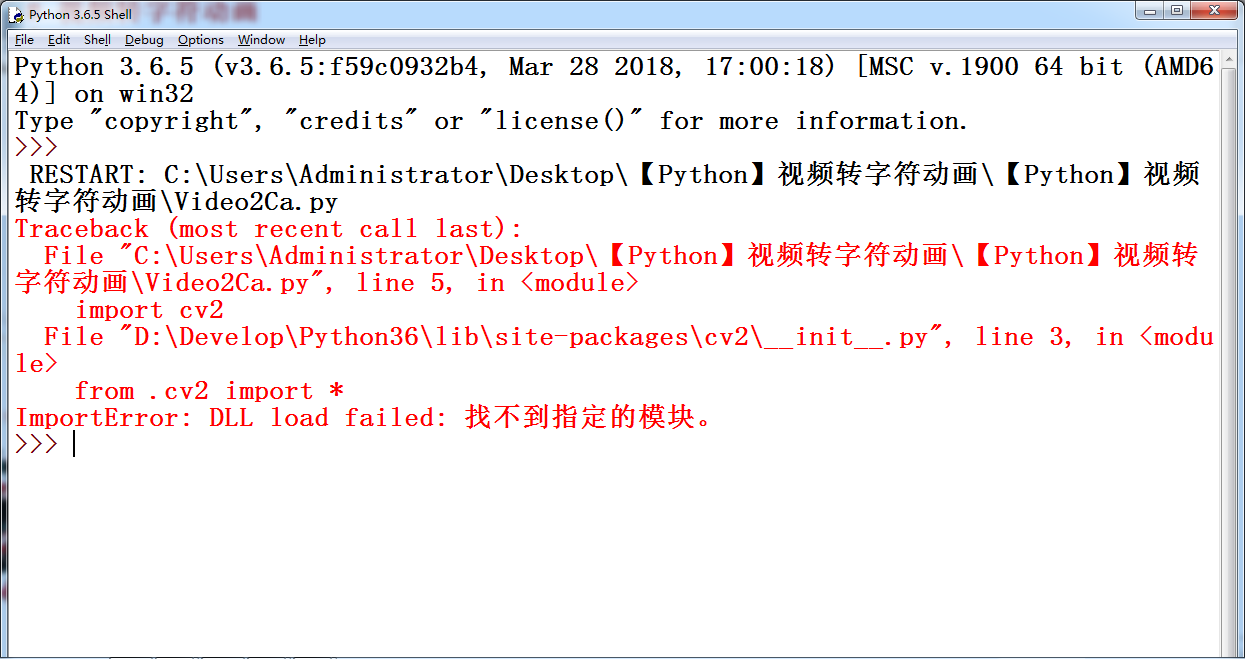 Python 3.6.5 Shell
File Edit Shell Debug Options Window Help
Python 3.6.5 (v3.6.5:f59c0932b4, Mar 28 2018, 17:00:18) [MSC v.1900 64 bit (AMD6
4)] on win32
Type "copyright", "credits" or "license()" for more information.
>>>
 RESTART: C:\Users\Administrator\Desktop\【Python】视频转字符动画\【Python】视频
转字符动画\Video2Ca.py
Traceback (most recent call last):
  File "C:\Users\Administrator\Desktop\【Python】视频转字符动画\【Python】视频转
字符动画\Video2Ca.py", line 5, in <module>
    import cv2
  File "D:\Develop\Python36\lib\site-packages\cv2\__init__.py", line 3, in <modu
le>
    from .cv2 import *
ImportError: DLL load failed: 找不到指定的模块。
>>>